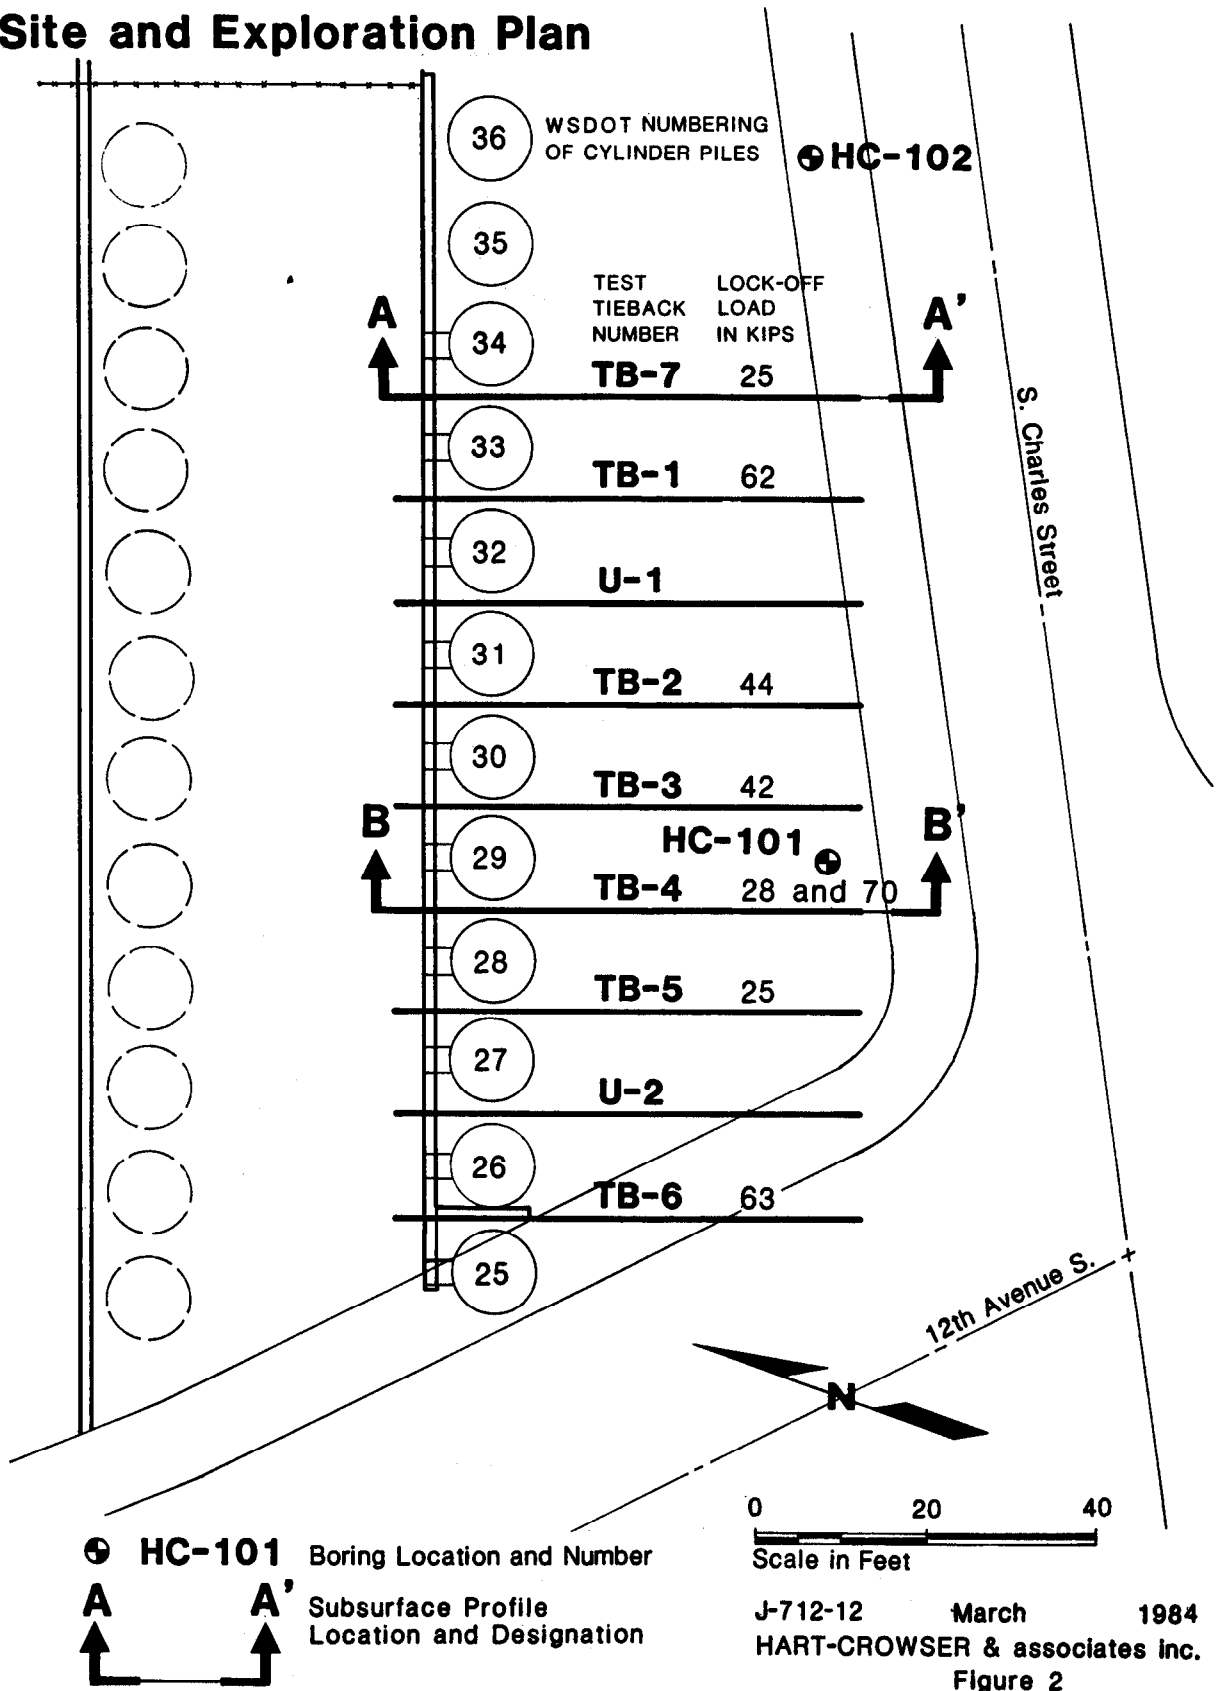 Site and Exploration Plan
36
WSDOT NUMBERING
OF CYLINDER PILES
HC-102
35
TEST
TIEBACK
NUMBER
LOCK-OFF
LOAD
IN KIPS
A
A'
34
TB-7 25
S. Charles Street
33
TB-1 62
32
U-1
31
TB-2 44
30
TB-3 42
B
B'
HC-101
29
TB-4 28 and 70
28
TB-5 25
27
U-2
26
TB-6 63
25
12th Avenue S.
N
0 20 40
Scale in Feet
HC-101 Boring Location and Number
A A' Subsurface Profile
Location and Designation
J-712-12 March 1984
HART-CROWSER & associates inc.
Figure 2